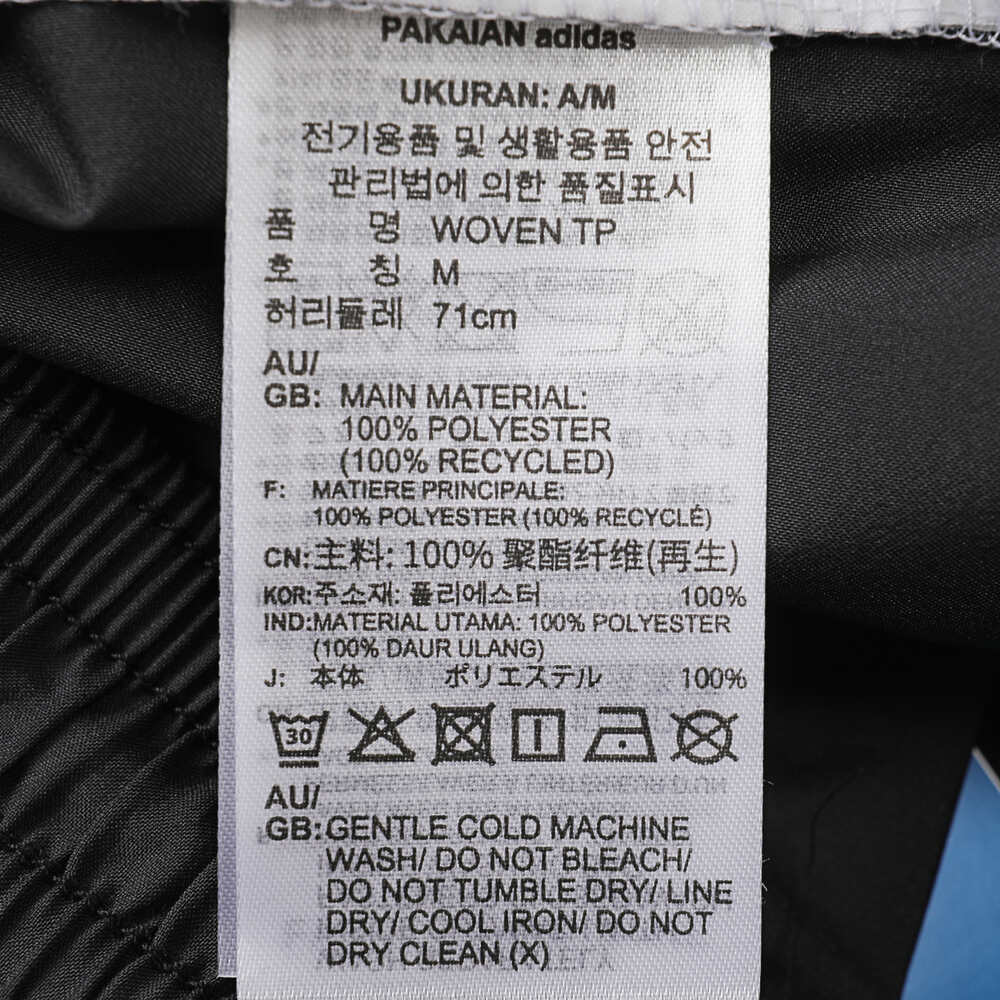 PAKAIAN adidas
UKURAN: A/M
전기용품 및 생활용품 안전
관리법에 의한 품질표시
품 명 WOVEN TP
호 칭 M
허리둘레 71cm
AU/
GB: MAIN MATERIAL:
100% POLYESTER
(100% RECYCLED)
F: MATIERE PRINCIPALE:
100% POLYESTER (100% RECYCLÉ)
CN:主料: 100% 聚酯纤维(再生)
KOR:주소재: 폴리에스터 100%
IND:MATERIAL UTAMA: 100% POLYESTER
(100% DAUR ULANG)
J: 本体 ポリエステル 100%
30
AU/
GB:GENTLE COLD MACHINE
WASH/ DO NOT BLEACH/
DO NOT TUMBLE DRY/ LINE
DRY/ COOL IRON/ DO NOT
DRY CLEAN (X)